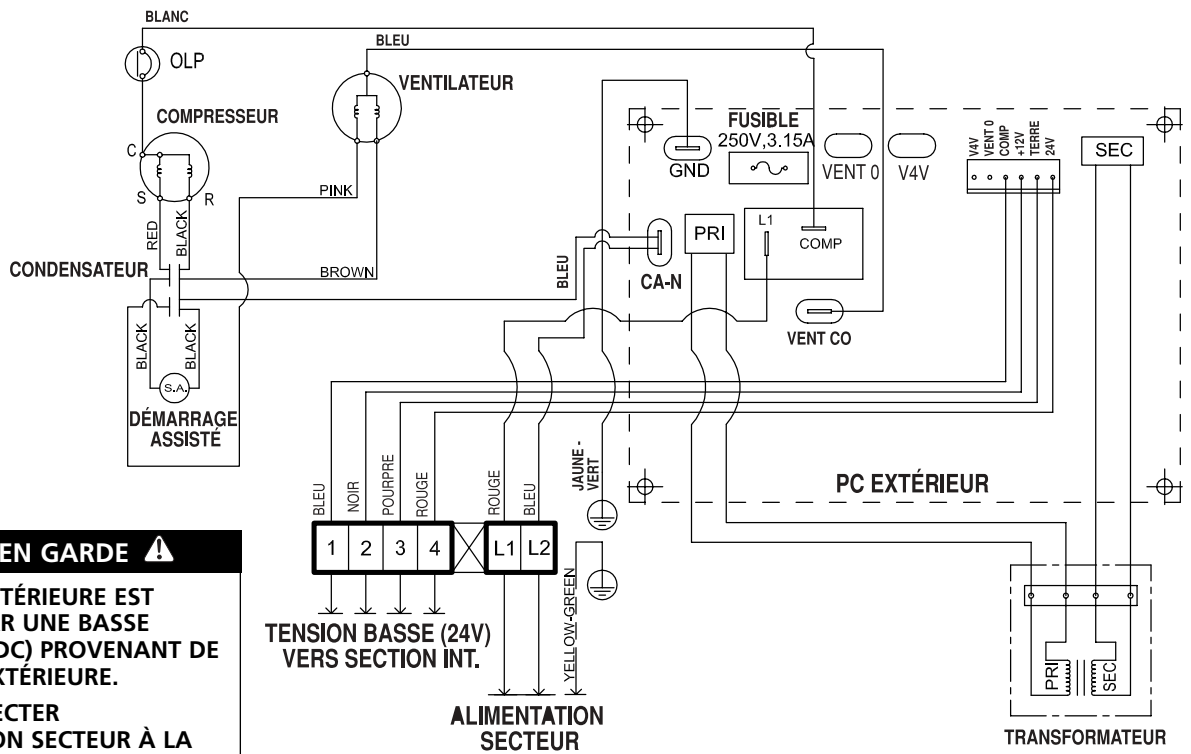 BLANC
BLEU
OLP
VENTILATEUR
COMPRESSEUR
C
S
R
PINK
RED
BLACK
CONDENSATEUR
BROWN
BLACK
BLACK
S.A.
DÉMARRAGE
ASSISTÉ
FUSIBLE
250V,3.15A
GND
VENT 0
V4V
V4V
VENT 0
COMP
+12V
TERRE
24V
SEC
BLEU
CA-N
PRI
L1
COMP
VENT CO
PC EXTÉRIEUR
BLEU
NOIR
POURPRE
ROUGE
ROUGE
BLEU
JAUNE -
VERT
1 2 3 4 L1 L2
YELLOW-GREEN
TENSION BASSE (24V)
VERS SECTION INT.
ALIMENTATION
SECTEUR
PRI
SEC
TRANSFORMATEUR
EN GARDE
TÉRIEURE EST
R UNE BASSE
DC) PROVENANT DE
XTÉRIEURE.
ECTER
ON SECTEUR À LA